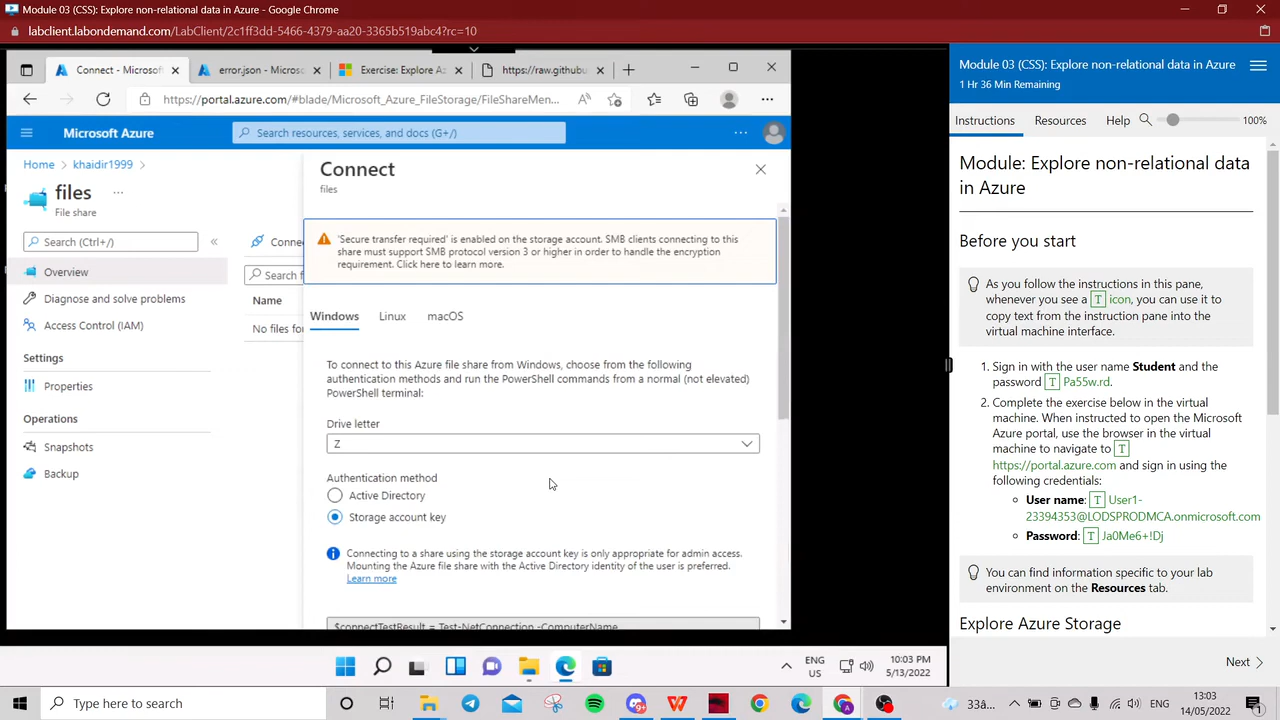 Module 03 (CSS): Explore non-relational data in Azure - Google Chrome
labclient.labondemand.com/LabClient/2c1ff3dd-5466-4379-aa20-3365b519abc4?rc=10
Connect - Microsof
error.json - Microso
Exercise: Explore Az
https://raw.githubu
https://portal.azure.com/#blade/Microsoft_Azure_FileStorage/FileShareMen...
Microsoft Azure
Search resources, services, and docs (G+/)
Home
khaidir1999
files
File share
Search (Ctrl+/)
Overview
Diagnose and solve problems
Access Control (IAM)
Settings
Properties
Operations
Snapshots
Backup
Connec
Search f
Name
No files fo
Connect
files
'Secure transfer required' is enabled on the storage account. SMB clients connecting to this
share must support SMB protocol version 3 or higher in order to handle the encryption
requirement. Click here to learn more.
Windows
Linux
macOS
To connect to this Azure file share from Windows, choose from the following
authentication methods and run the PowerShell commands from a normal (not elevated)
PowerShell terminal:
Drive letter
Z
Authentication method
Active Directory
Storage account key
Connecting to a share using the storage account key is only appropriate for admin access.
Mounting the Azure file share with the Active Directory identity of the user is preferred.
Learn more
$connectTestResult = Test-NetConnection -ComputerName
ENG
US
10:03 PM
5/13/2022
Module 03 (CSS): Explore non-relational data in Azure
1 Hr 36 Min Remaining
Instructions
Resources
Help
100%
Module: Explore non-relational data
in Azure
Before you start
As you follow the instructions in this pane,
whenever you see a T icon, you can use it to
copy text from the instruction pane into the
virtual machine interface.
1. Sign in with the user name Student and the
password T Pa55w.rd.
2. Complete the exercise below in the virtual
machine. When instructed to open the Microsoft
Azure portal, use the browser in the virtual
machine to navigate to T
https://portal.azure.com and sign in using the
following credentials:
User name: T User1-
23394353@LODSPRODMCA.onmicrosoft.com
Password: T Ja0Me6+!Dj
You can find information specific to your lab
environment on the Resources tab.
Explore Azure Storage
Next
Type here to search
33â...
ENG
13:03
14/05/2022